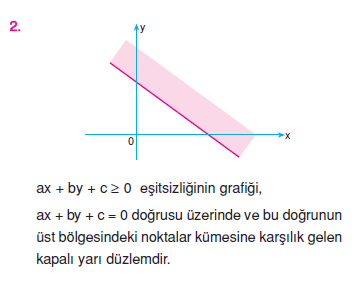 2.
y
0
x
ax + by + c ≥ 0 eşitsizliğinin grafiği,
ax + by + c = 0 doğrusu üzerinde ve bu doğrunun
üst bölgesindeki noktalar kümesine karşılık gelen
kapalı yarı düzlemdir.